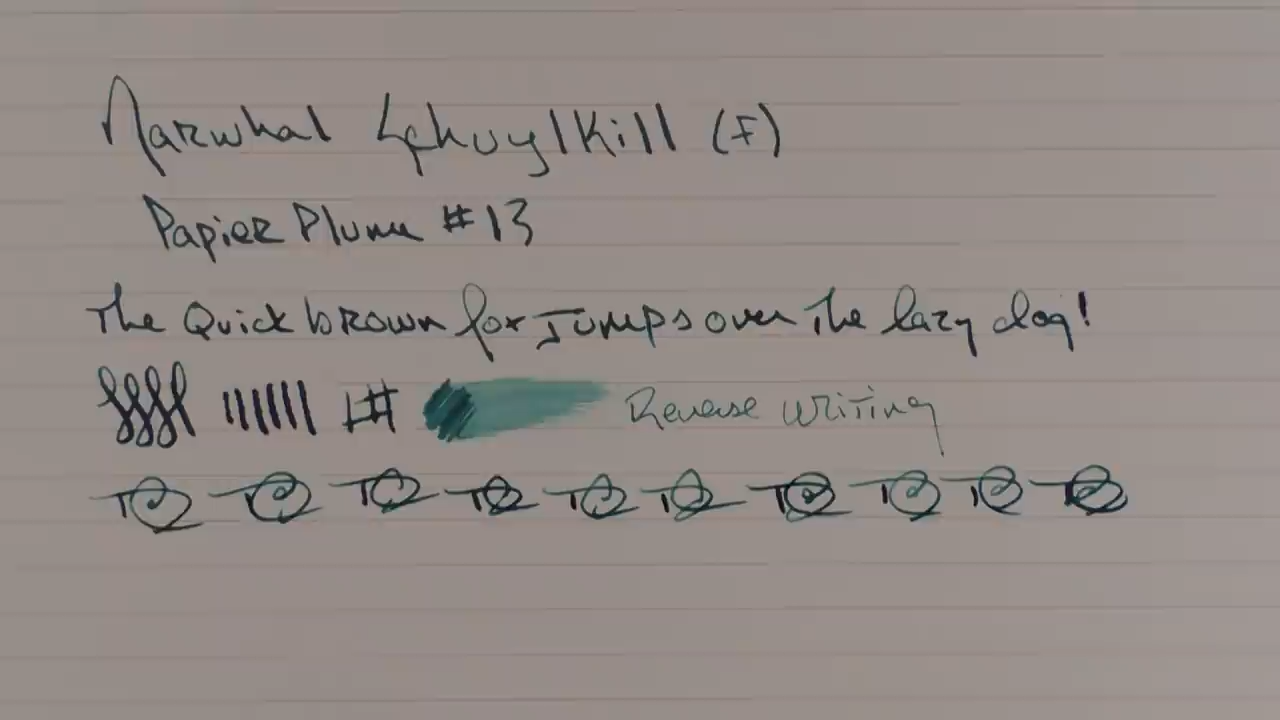 Narwhal Schuylkill (F)
Papier Plume #13
The Quick brown fox Jumps over The lazy dog!
Reverse Writing